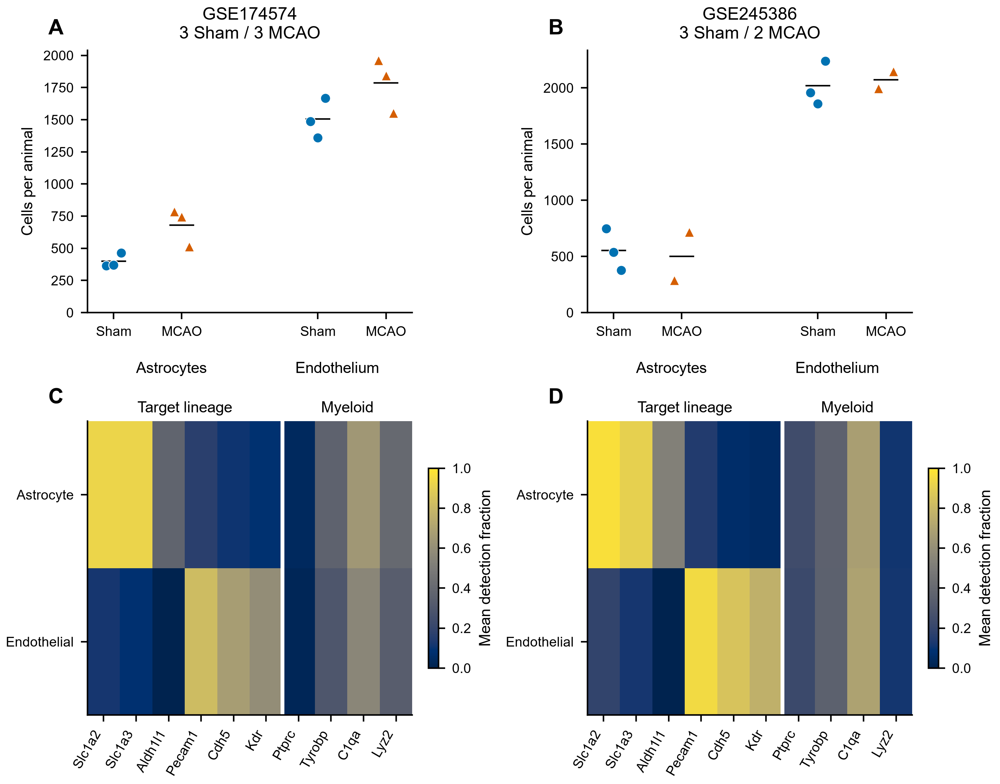 A
GSE174574
3 Sham / 3 MCAO
Cells per animal
2000
1750
1500
1250
1000
750
500
250
0
Sham
MCAO
Sham
MCAO
Astrocytes
Endothelium
B
GSE245386
3 Sham / 2 MCAO
Cells per animal
2000
1500
1000
500
0
Sham
MCAO
Sham
MCAO
Astrocytes
Endothelium
C
Target lineage
Myeloid
Astrocyte
Endothelial
Slc1a2
Slc1a3
Aldh1l1
Pecam1
Cdh5
Kdr
Ptprc
Tyrobp
C1qa
Lyz2
1.0
0.8
0.6
0.4
0.2
0.0
Mean detection fraction
D
Target lineage
Myeloid
Astrocyte
Endothelial
Slc1a2
Slc1a3
Aldh1l1
Pecam1
Cdh5
Kdr
Ptprc
Tyrobp
C1qa
Lyz2
1.0
0.8
0.6
0.4
0.2
0.0
Mean detection fraction